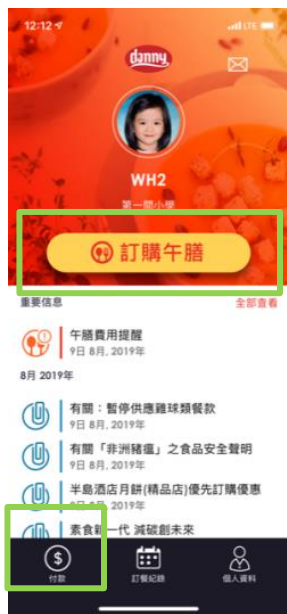 12:12
LTE
danny.
WH2
第一間小學
訂購午膳
重要信息
全部查看
午膳費用提醒
9日 8月, 2019年
8月 2019年
有關：暫停供應雞球類餐款
9日 8月, 2019年
有關「非洲豬瘟」之食品安全聲明
9日 8月, 2019年
半島酒店月餅(精品店)優先訂購優惠
9日 8月, 2019年
素食新一代 減碳創未來
付款
訂餐紀錄
個人資料